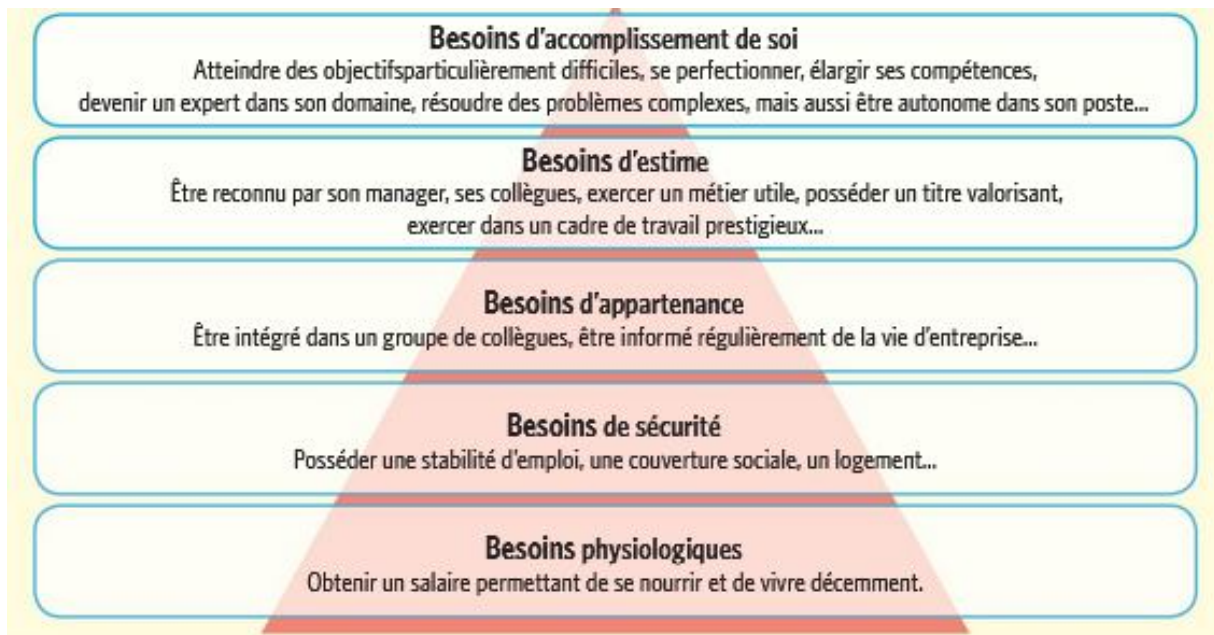 Besoins d'accomplissement de soi
Atteindre des objectifsparticulièrement difficiles, se perfectionner, élargir ses compétences,
devenir un expert dans son domaine, résoudre des problèmes complexes, mais aussi être autonome dans son poste...
Besoins d'estime
Être reconnu par son manager, ses collègues, exercer un métier utile, posséder un titre valorisant,
exercer dans un cadre de travail prestigieux...
Besoins d'appartenance
Être intégré dans un groupe de collègues, être informé régulièrement de la vie d'entreprise...
Besoins de sécurité
Posséder une stabilité d'emploi, une couverture sociale, un logement...
Besoins physiologiques
Obtenir un salaire permettant de se nourrir et de vivre décemment.